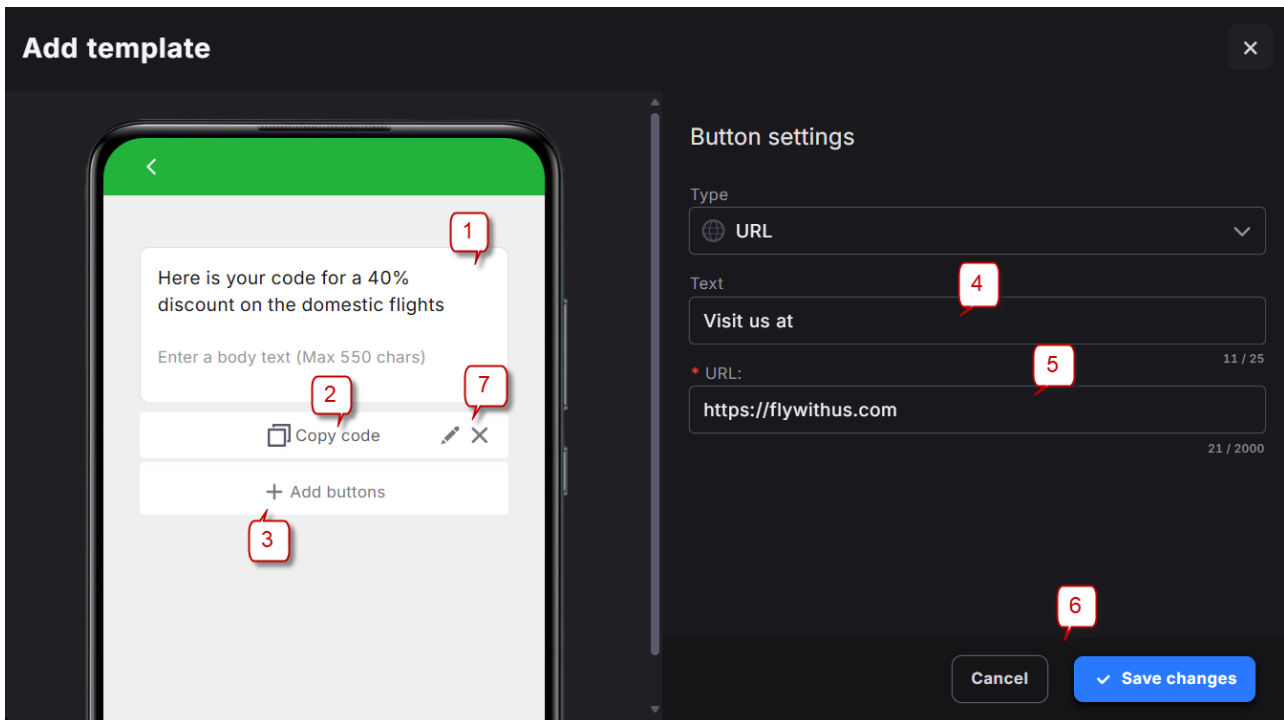 Add template
1
Here is your code for a 40%
discount on the domestic flights
Enter a body text (Max 550 chars)
2
7
Copy code
+ Add buttons
3
Button settings
Type
URL
4
Text
Visit us at
11 / 25
5
* URL:
https://flywithus.com
21 / 2000
6
Cancel
Save changes